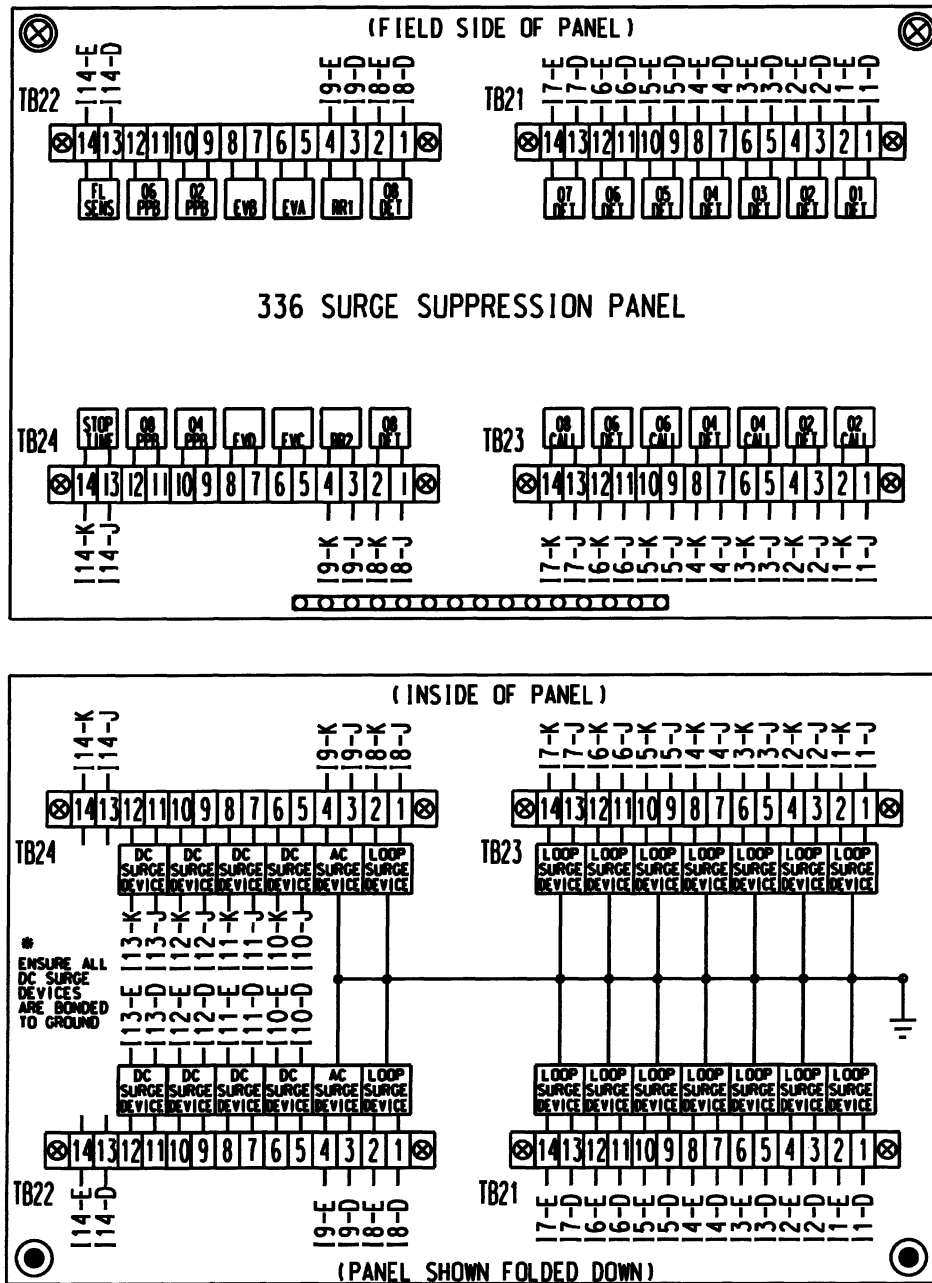 (FIELD SIDE OF PANEL)
I14-E I14-D I9-E I9-D I8-E I8-D
TB22
14 13 12 11 10 9 8 7 6 5 4 3 2 1
FL SENS
06 PPB
02 PPB
EVB
EVA
RR1
08 DET
I7-E I7-D I6-E I6-D I5-E I5-D I4-E I4-D I3-E I3-D I2-E I2-D I1-E I1-D
TB21
14 13 12 11 10 9 8 7 6 5 4 3 2 1
07 DET
06 DET
05 DET
04 DET
03 DET
02 DET
01 DET
336 SURGE SUPPRESSION PANEL
STOP TIME
08 PPB
04 PPB
EVD
EVC
RR2
08 DET
TB24
14 13 12 11 10 9 8 7 6 5 4 3 2 1
I14-K I14-J I9-K I9-J I8-K I8-J
08 CALL
06 DET
06 CALL
04 DET
04 CALL
02 DET
02 CALL
TB23
14 13 12 11 10 9 8 7 6 5 4 3 2 1
I7-K I7-J I6-K I6-J I5-K I5-J I4-K I4-J I3-K I3-J I2-K I2-J I1-K I1-J
(INSIDE OF PANEL)
I14-K I14-J I9-K I9-J I8-K I8-J
14 13 12 11 10 9 8 7 6 5 4 3 2 1
TB24
DC SURGE DEVICE
DC SURGE DEVICE
DC SURGE DEVICE
DC SURGE DEVICE
AC SURGE DEVICE
LOOP SURGE DEVICE
I13-K I13-J I12-K I12-J I11-K I11-J I10-K I10-J
I7-K I7-J I6-K I6-J I5-K I5-J I4-K I4-J I3-K I3-J I2-K I2-J I1-K I1-J
14 13 12 11 10 9 8 7 6 5 4 3 2 1
TB23
LOOP SURGE DEVICE
LOOP SURGE DEVICE
LOOP SURGE DEVICE
LOOP SURGE DEVICE
LOOP SURGE DEVICE
LOOP SURGE DEVICE
LOOP SURGE DEVICE
*
ENSURE ALL
DC SURGE
DEVICES
ARE BONDED
TO GROUND
I13-E I13-D I12-E I12-D I11-E I11-D I10-E I10-D
DC SURGE DEVICE
DC SURGE DEVICE
DC SURGE DEVICE
DC SURGE DEVICE
AC SURGE DEVICE
LOOP SURGE DEVICE
14 13 12 11 10 9 8 7 6 5 4 3 2 1
TB22
I14-E I14-D I9-E I9-D I8-E I8-D
LOOP SURGE DEVICE
LOOP SURGE DEVICE
LOOP SURGE DEVICE
LOOP SURGE DEVICE
LOOP SURGE DEVICE
LOOP SURGE DEVICE
LOOP SURGE DEVICE
14 13 12 11 10 9 8 7 6 5 4 3 2 1
TB21
I7-E I7-D I6-E I6-D I5-E I5-D I4-E I4-D I3-E I3-D I2-E I2-D I1-E I1-D
(PANEL SHOWN FOLDED DOWN)